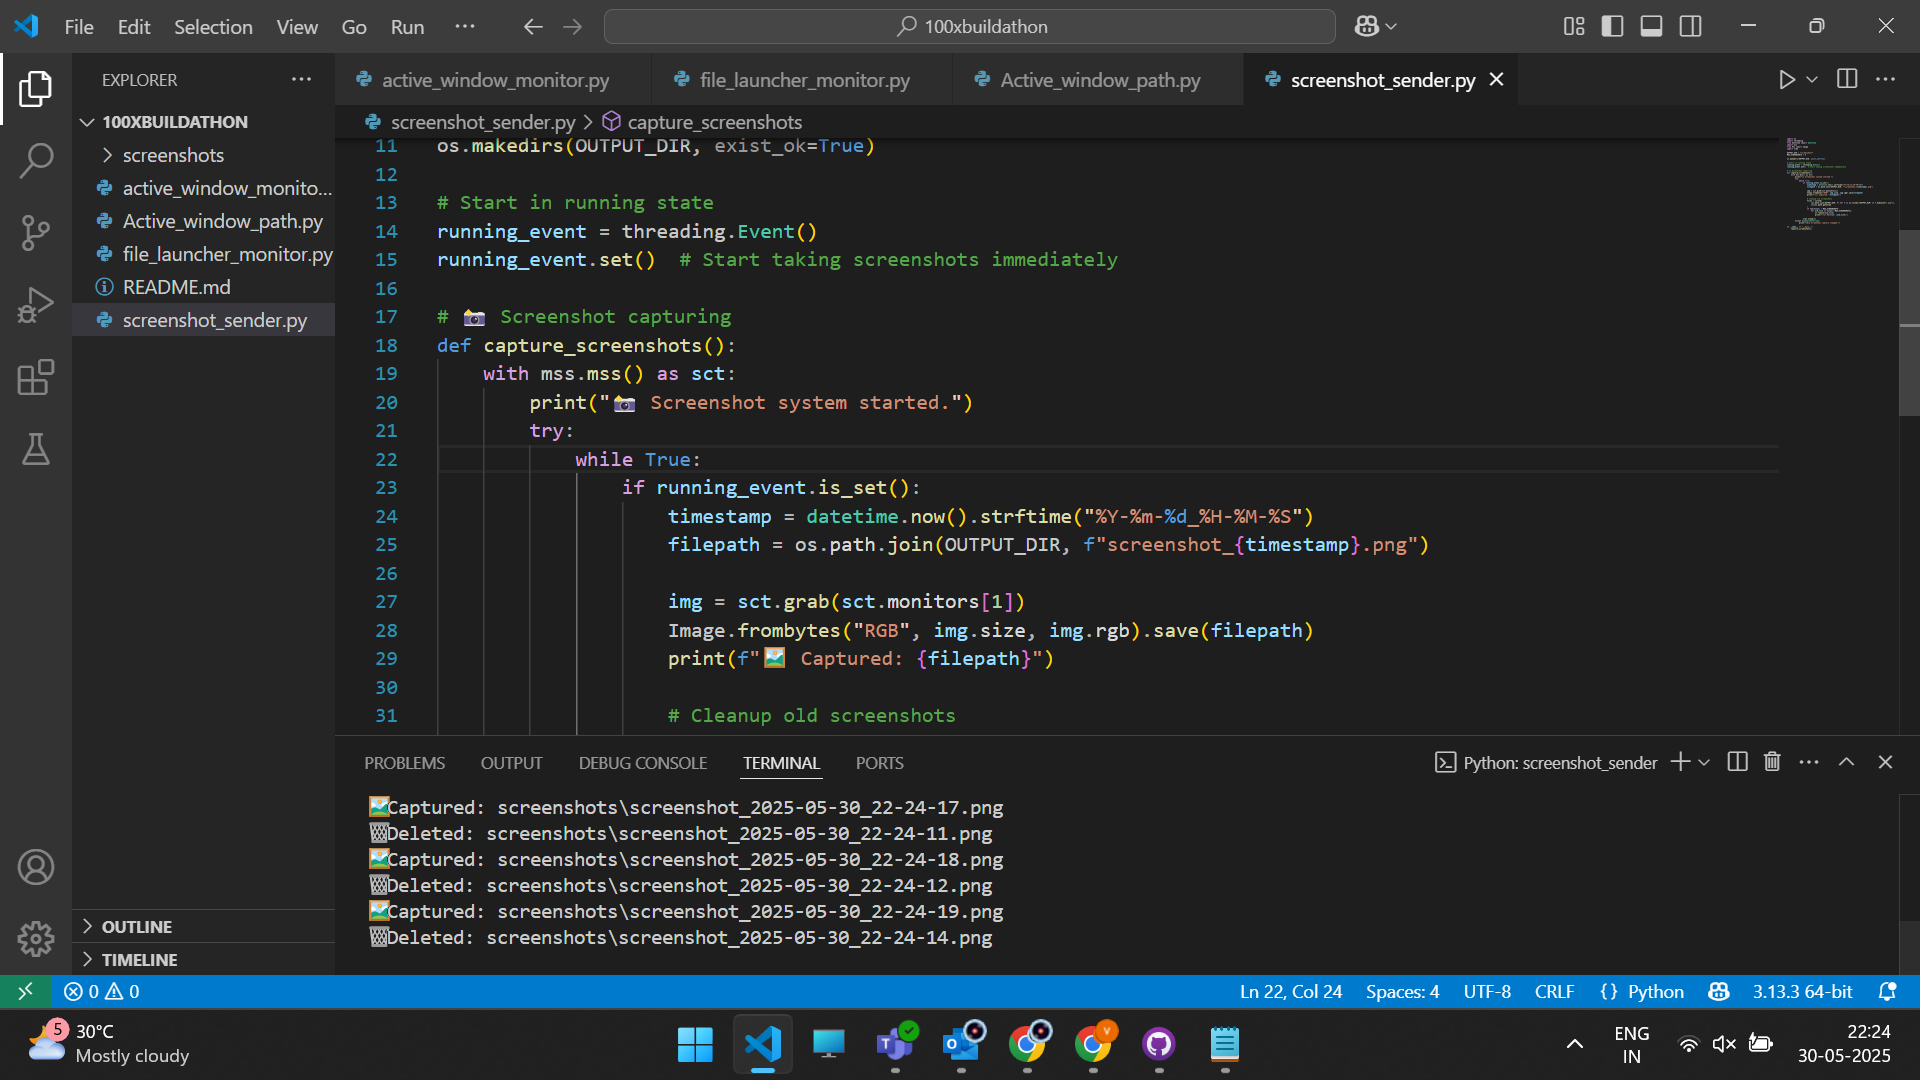 File Edit Selection View Go Run ··· 100xbuildathon
EXPLORER ···
100XBUILDATHON
screenshots
active_window_monito...
Active_window_path.py
file_launcher_monitor.py
README.md
screenshot_sender.py
OUTLINE
TIMELINE
active_window_monitor.py file_launcher_monitor.py Active_window_path.py screenshot_sender.py
screenshot_sender.py > capture_screenshots
11 os.makedirs(OUTPUT_DIR, exist_ok=True)
12
13 # Start in running state
14 running_event = threading.Event()
15 running_event.set()  # Start taking screenshots immediately
16
17 # 📷 Screenshot capturing
18 def capture_screenshots():
19     with mss.mss() as sct:
20         print("📷 Screenshot system started.")
21         try:
22             while True:
23                 if running_event.is_set():
24                     timestamp = datetime.now().strftime("%Y-%m-%d_%H-%M-%S")
25                     filepath = os.path.join(OUTPUT_DIR, f"screenshot_{timestamp}.png")
26
27                     img = sct.grab(sct.monitors[1])
28                     Image.frombytes("RGB", img.size, img.rgb).save(filepath)
29                     print(f"🖼️ Captured: {filepath}")
30
31                     # Cleanup old screenshots
PROBLEMS OUTPUT DEBUG CONSOLE TERMINAL PORTS Python: screenshot_sender
🖼️Captured: screenshots\screenshot_2025-05-30_22-24-17.png
🗑️Deleted: screenshots\screenshot_2025-05-30_22-24-11.png
🖼️Captured: screenshots\screenshot_2025-05-30_22-24-18.png
🗑️Deleted: screenshots\screenshot_2025-05-30_22-24-12.png
🖼️Captured: screenshots\screenshot_2025-05-30_22-24-19.png
🗑️Deleted: screenshots\screenshot_2025-05-30_22-24-14.png
0 0 Ln 22, Col 24 Spaces: 4 UTF-8 CRLF {} Python 3.13.3 64-bit
5 30°C
Mostly cloudy
ENG
IN
22:24
30-05-2025